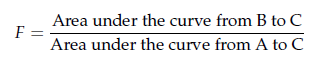 F = Area under the curve from B to C
Area under the curve from A to C